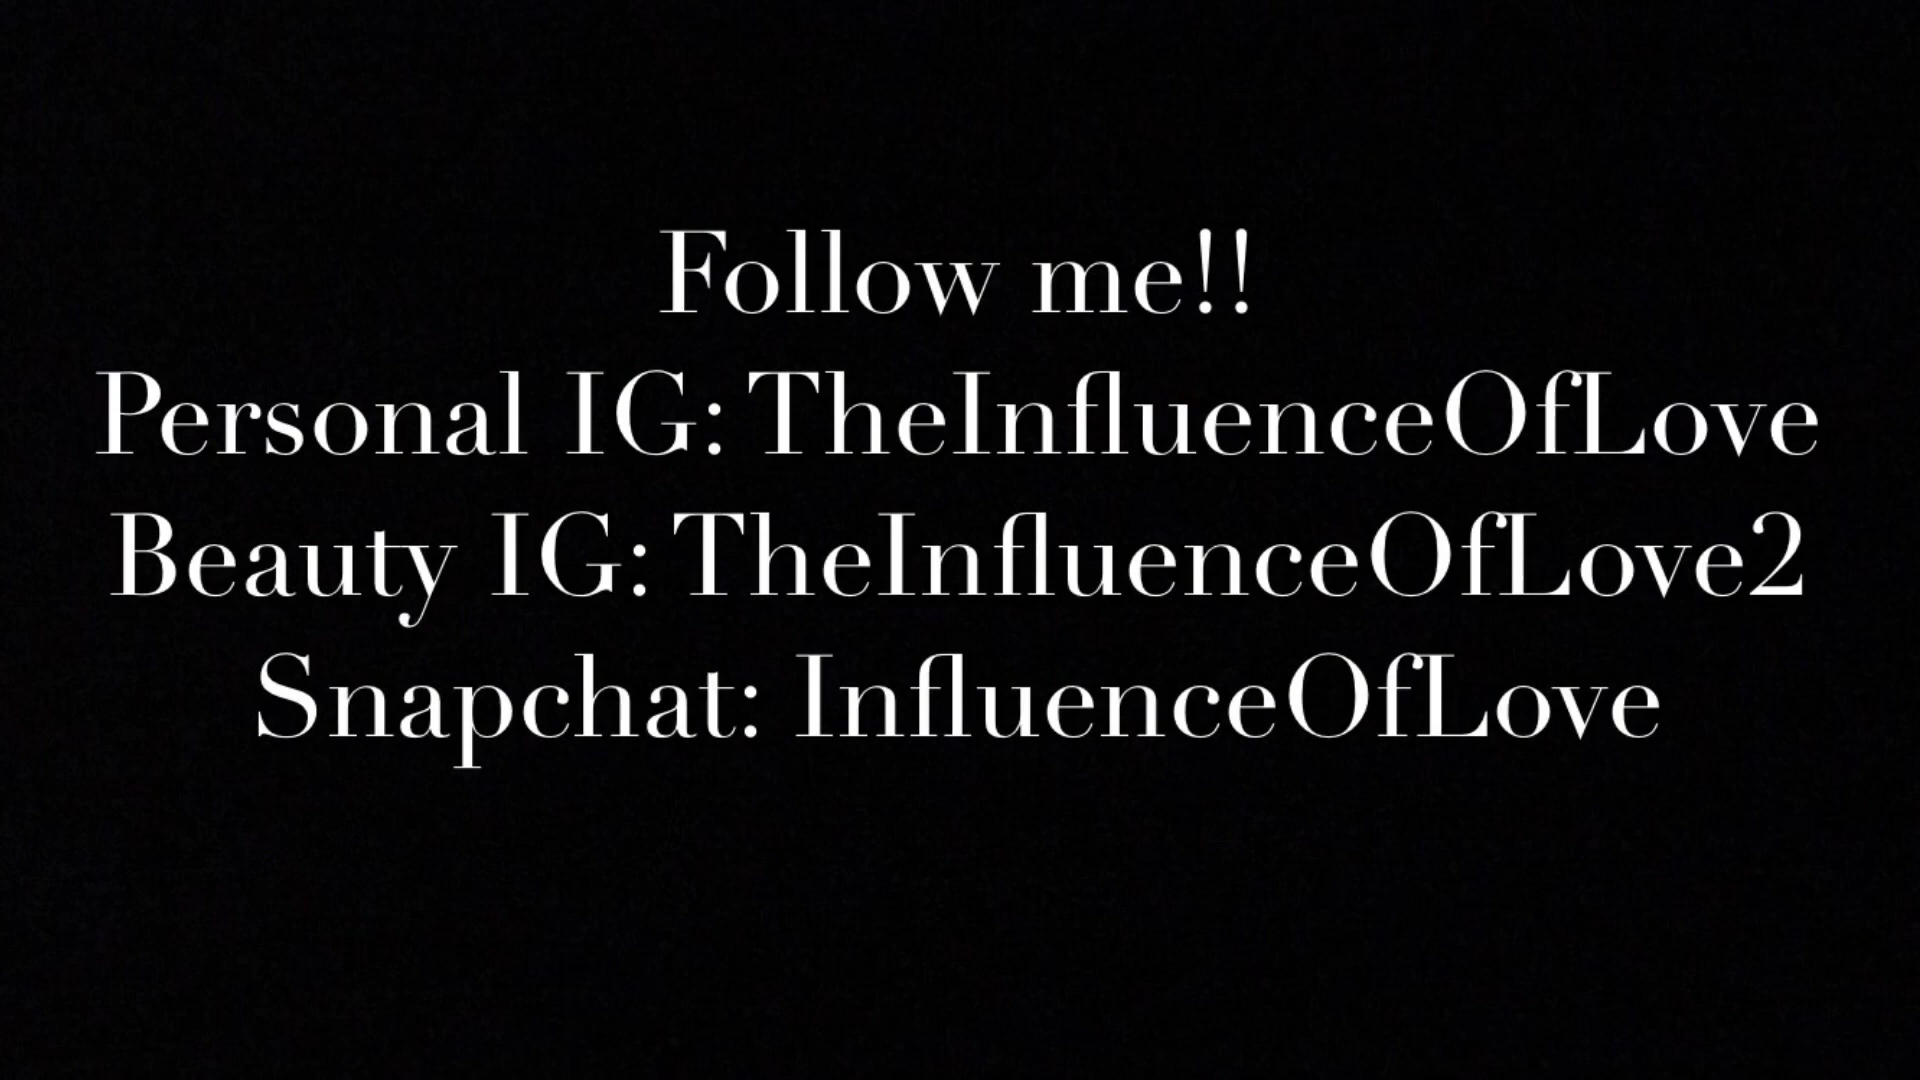 Follow me!!
Personal IG: TheInfluenceOfLove
Beauty IG: TheInfluenceOfLove2
Snapchat: InfluenceOfLove